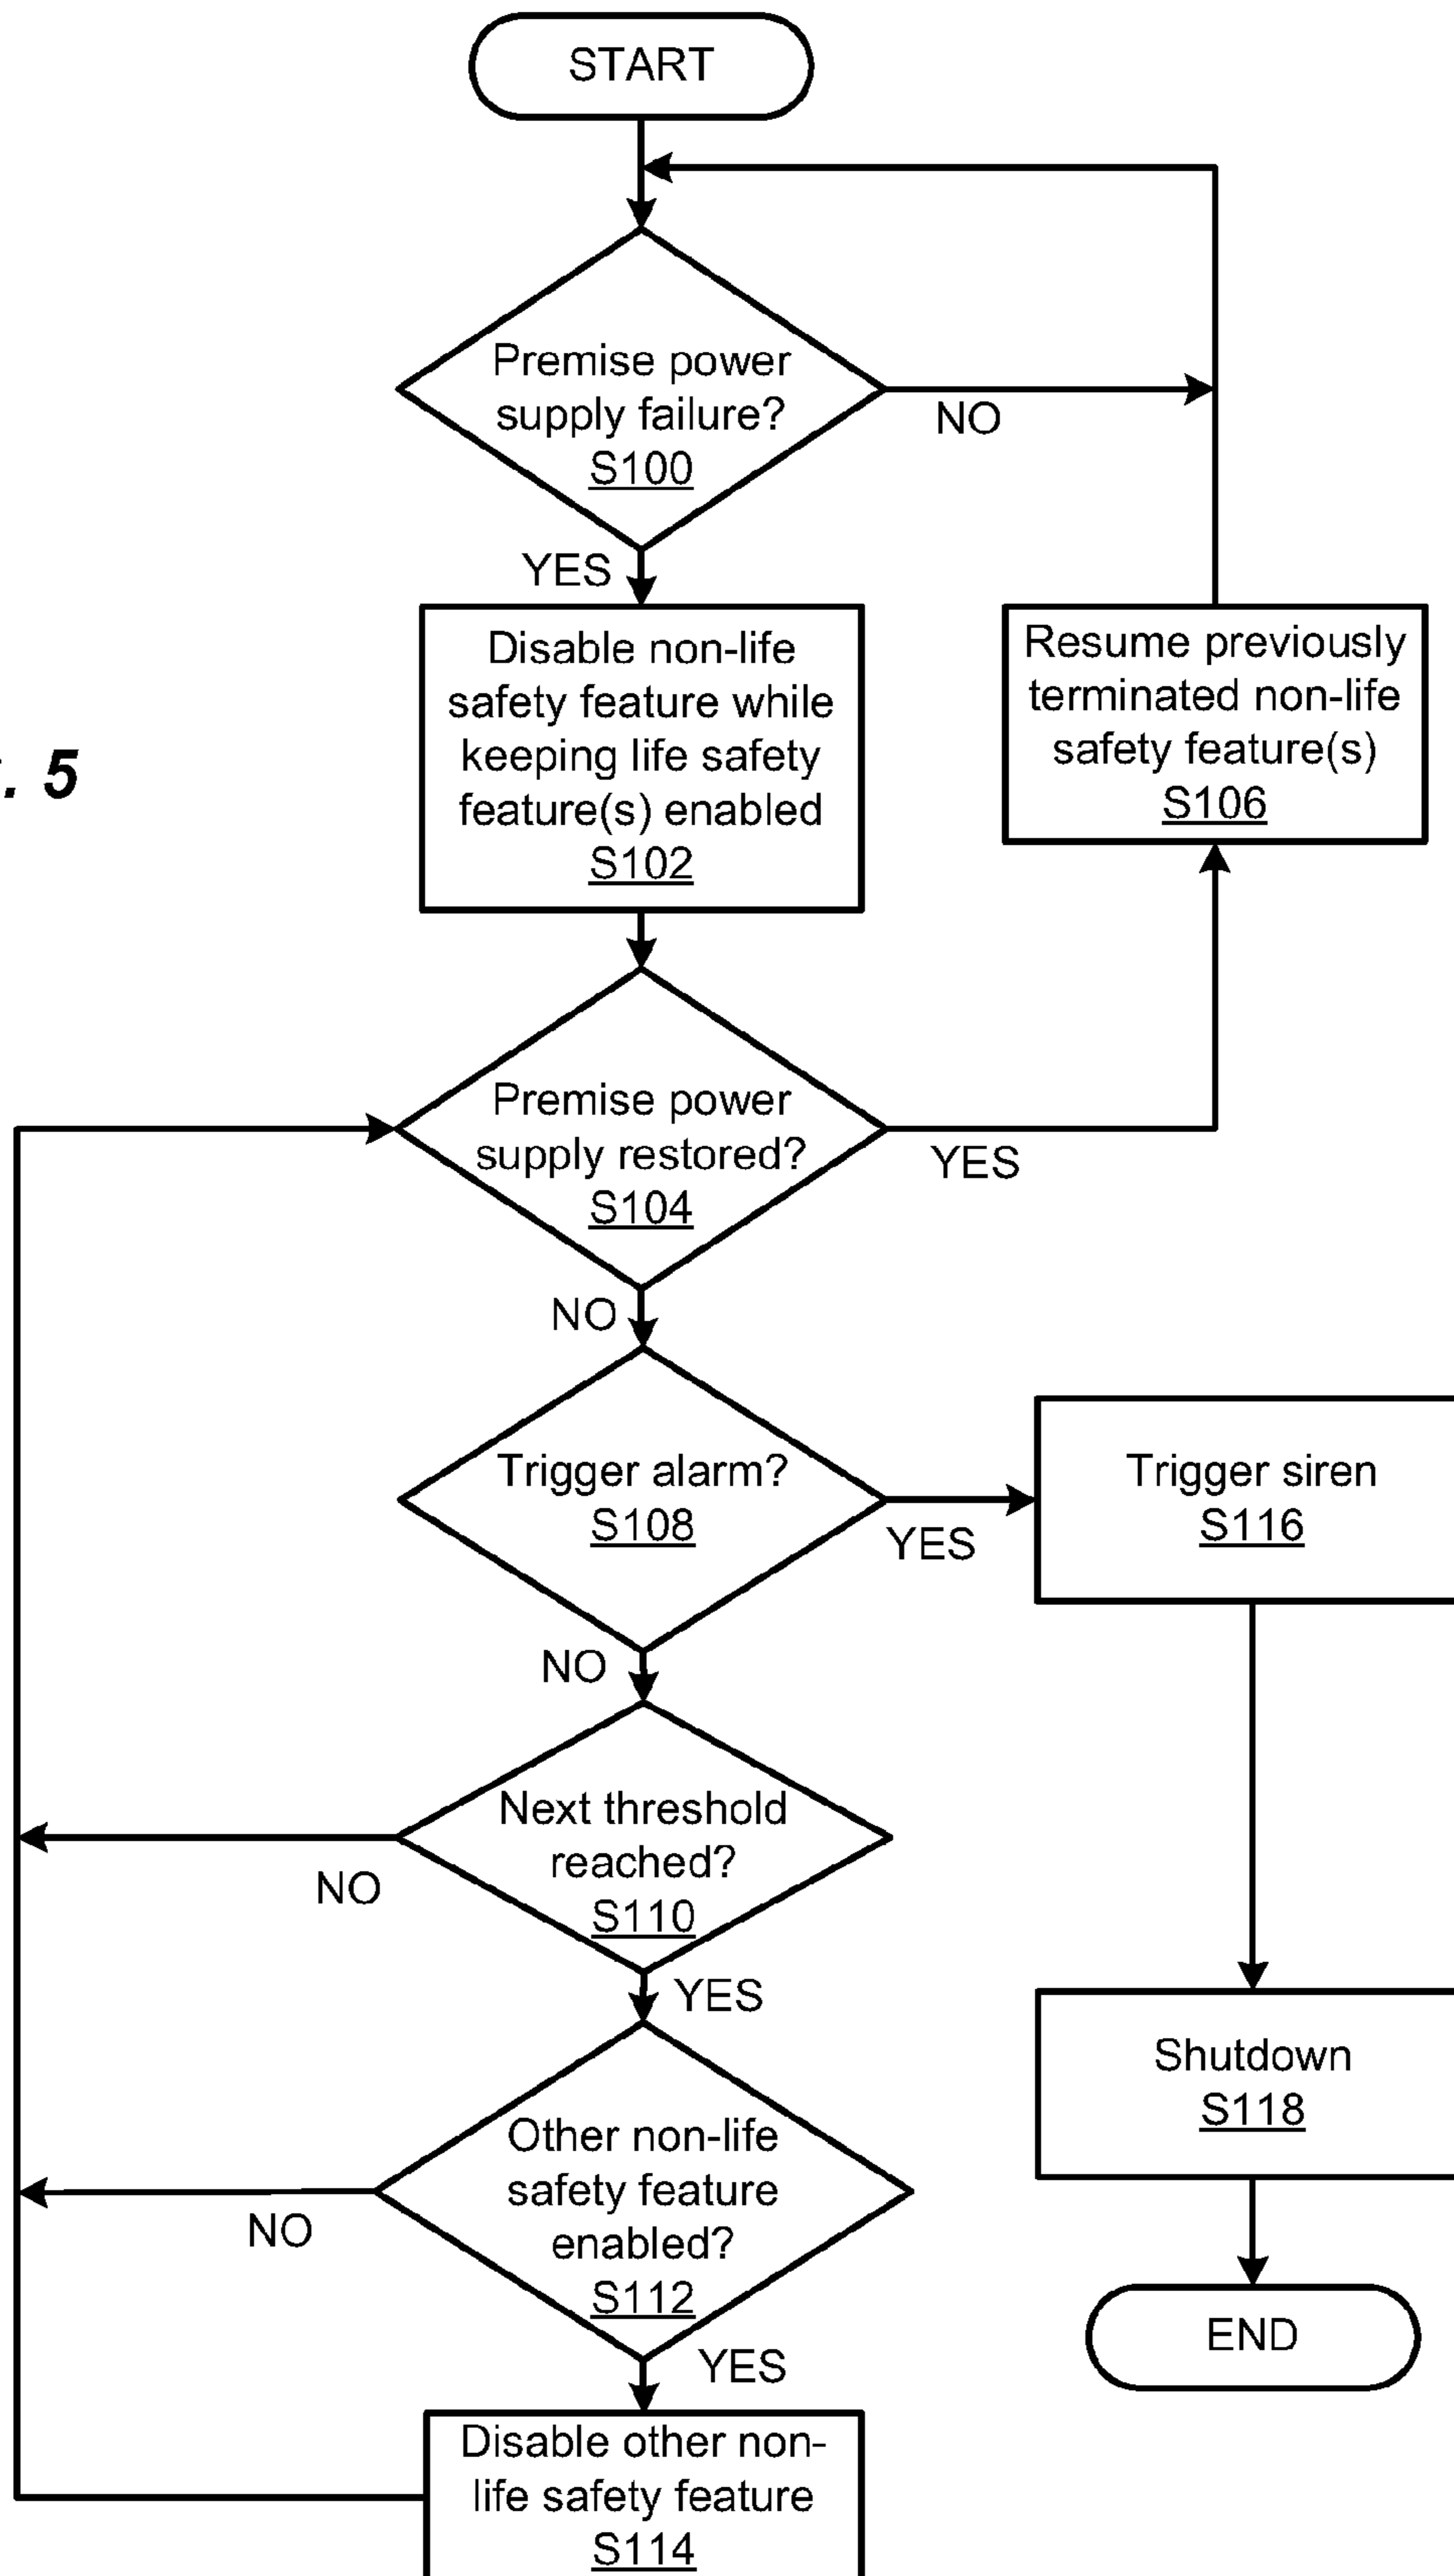 START
Premise power
supply failure?
S100
NO
YES
Disable non-life
safety feature while
keeping life safety
feature(s) enabled
S102
Resume previously
terminated non-life
safety feature(s)
S106
. 5
Premise power
supply restored?
S104
YES
NO
Trigger alarm?
S108
YES
Trigger siren
S116
NO
Next threshold
reached?
S110
NO
YES
Shutdown
S118
Other non-life
safety feature
enabled?
S112
NO
YES
END
Disable other non-
life safety feature
S114